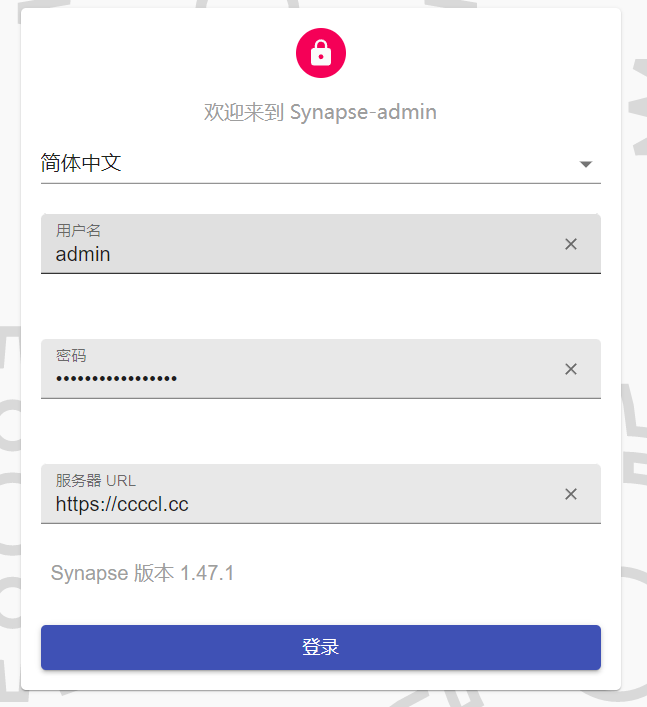 欢迎来到 Synapse-admin
简体中文
用户名
admin
密码
•••••••••••••••••
服务器 URL
https://ccccl.cc
Synapse 版本 1.47.1
登录